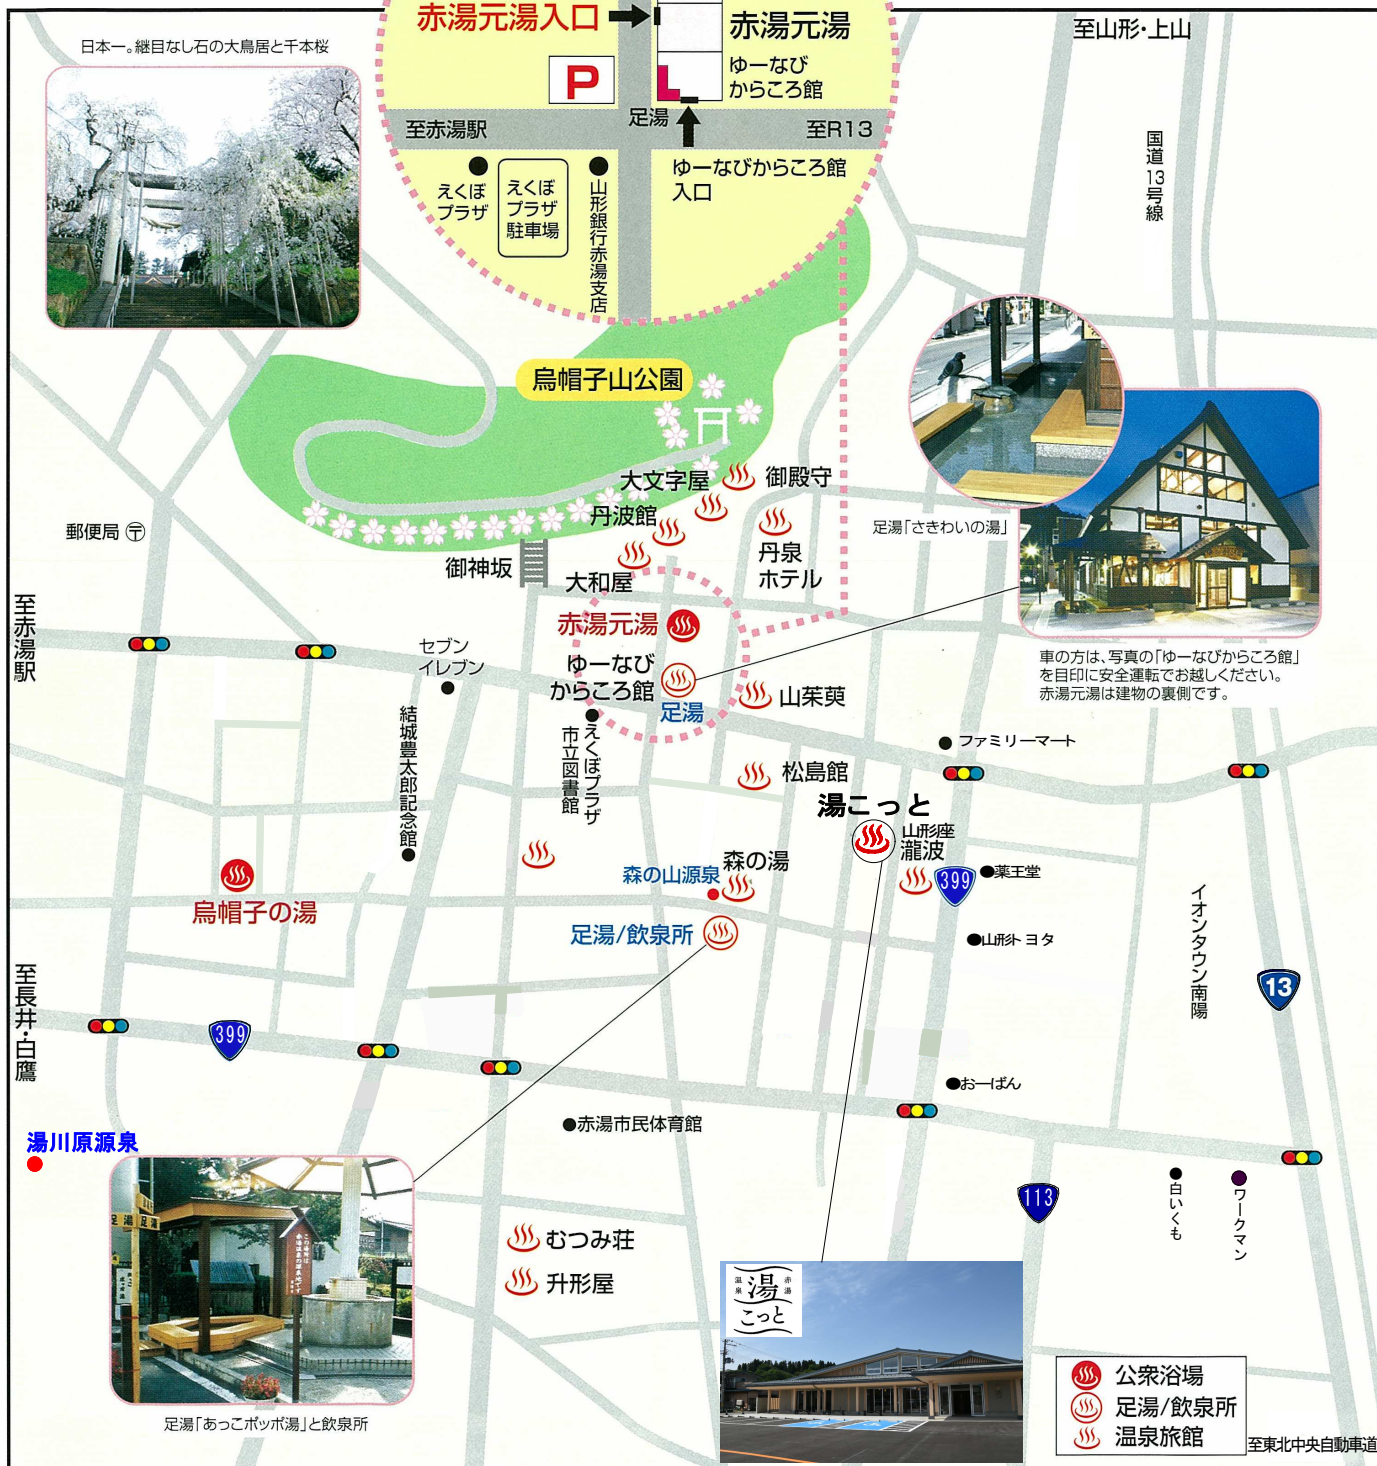 赤湯元湯入口
赤湯元湯
ゆーなび
からころ館
P
足湯
至赤湯駅
至R13
ゆーなびからころ館
入口
えくぼ
プラザ
えくぼ
プラザ
駐車場
山形銀行赤湯支店
日本一。継目なし石の大鳥居と千本桜
至山形・上山
国道13号線
烏帽子山公園
大文字屋
御殿守
丹波館
丹泉
ホテル
御神坂
大和屋
郵便局
足湯「さきわいの湯」
至赤湯駅
赤湯元湯
ゆーなび
からころ館
足湯
セブン
イレブン
山茱萸
車の方は、写真の「ゆーなびからころ館」
を目印に安全運転でお越しください。
赤湯元湯は建物の裏側です。
結城豊太郎記念館
えくぼプラザ
市立図書館
ファミリーマート
松島館
湯こっと
山形座
瀧波
森の湯
森の山源泉
399
薬王堂
烏帽子の湯
足湯/飲泉所
山形トヨタ
イオンタウン南陽
13
至長井・白鷹
399
おーばん
赤湯市民体育館
湯川原源泉
113
白いくも
ワークマン
足湯
足湯
むつみ荘
升形屋
赤湯
温泉
湯
こっと
足湯「あっこポッポ湯」と飲泉所
公衆浴場
足湯/飲泉所
温泉旅館
至東北中央自動車道